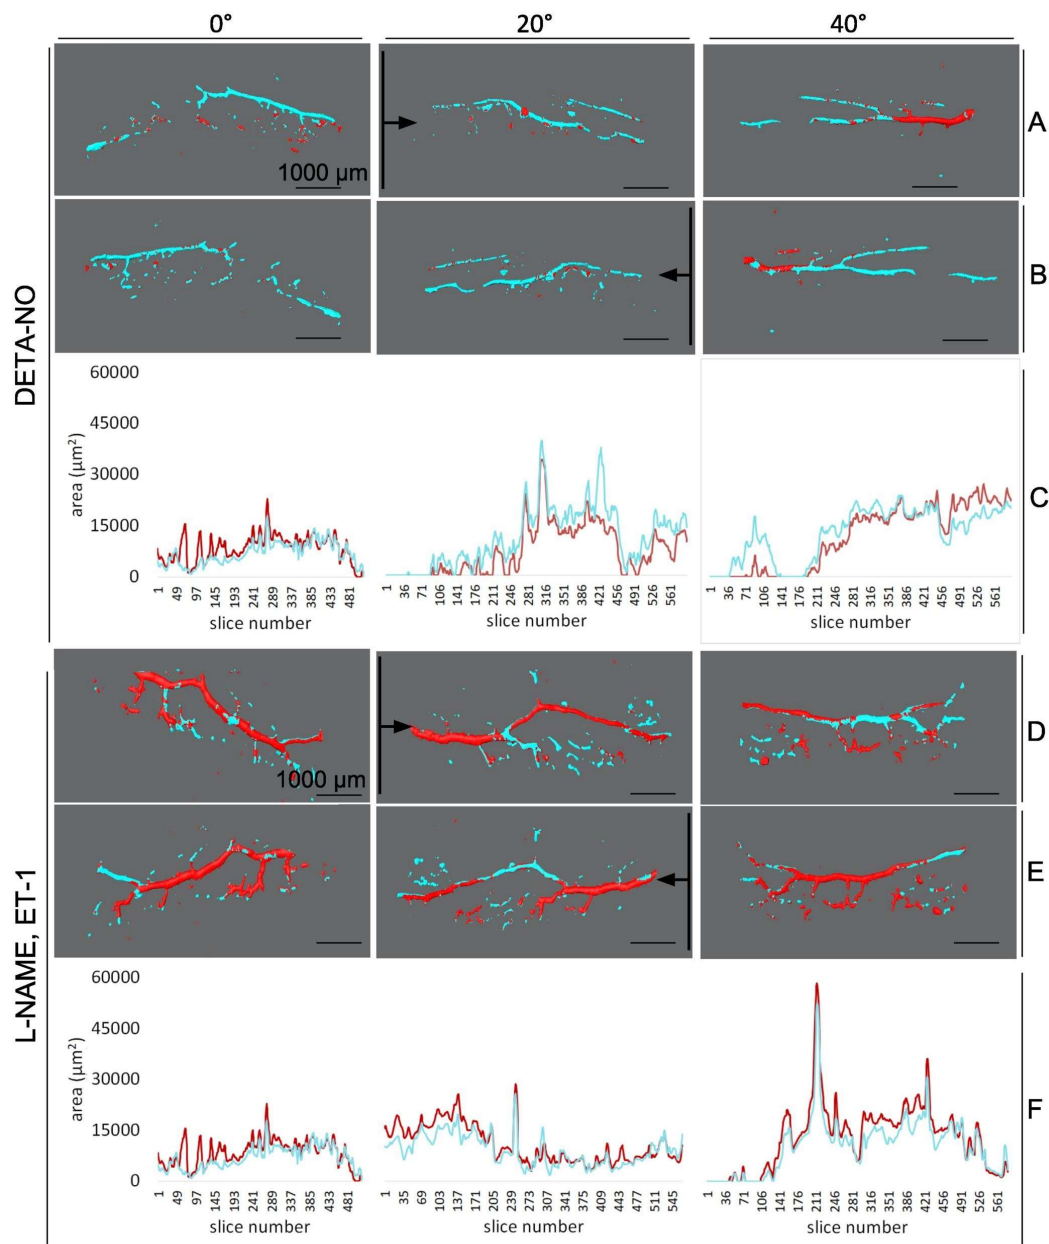 0° 20° 40°
DETA-NO
A
1000 µm
B
C
60000
45000
30000
15000
0
area (µm²)
1 49 97 145 193 241 289 337 385 433 481
slice number
1 36 71 106 141 176 211 246 281 316 351 386 421 456 491 526 561
slice number
1 36 71 106 141 176 211 246 281 316 351 386 421 456 491 526 561
slice number
L-NAME, ET-1
D
1000 µm
E
F
60000
45000
30000
15000
0
area (µm²)
1 49 97 145 193 241 289 337 385 433 481
slice number
1 35 69 103 137 171 205 239 273 307 341 375 409 443 477 511 545
slice number
1 36 71 106 141 176 211 246 281 316 351 386 421 456 491 526 561
slice number